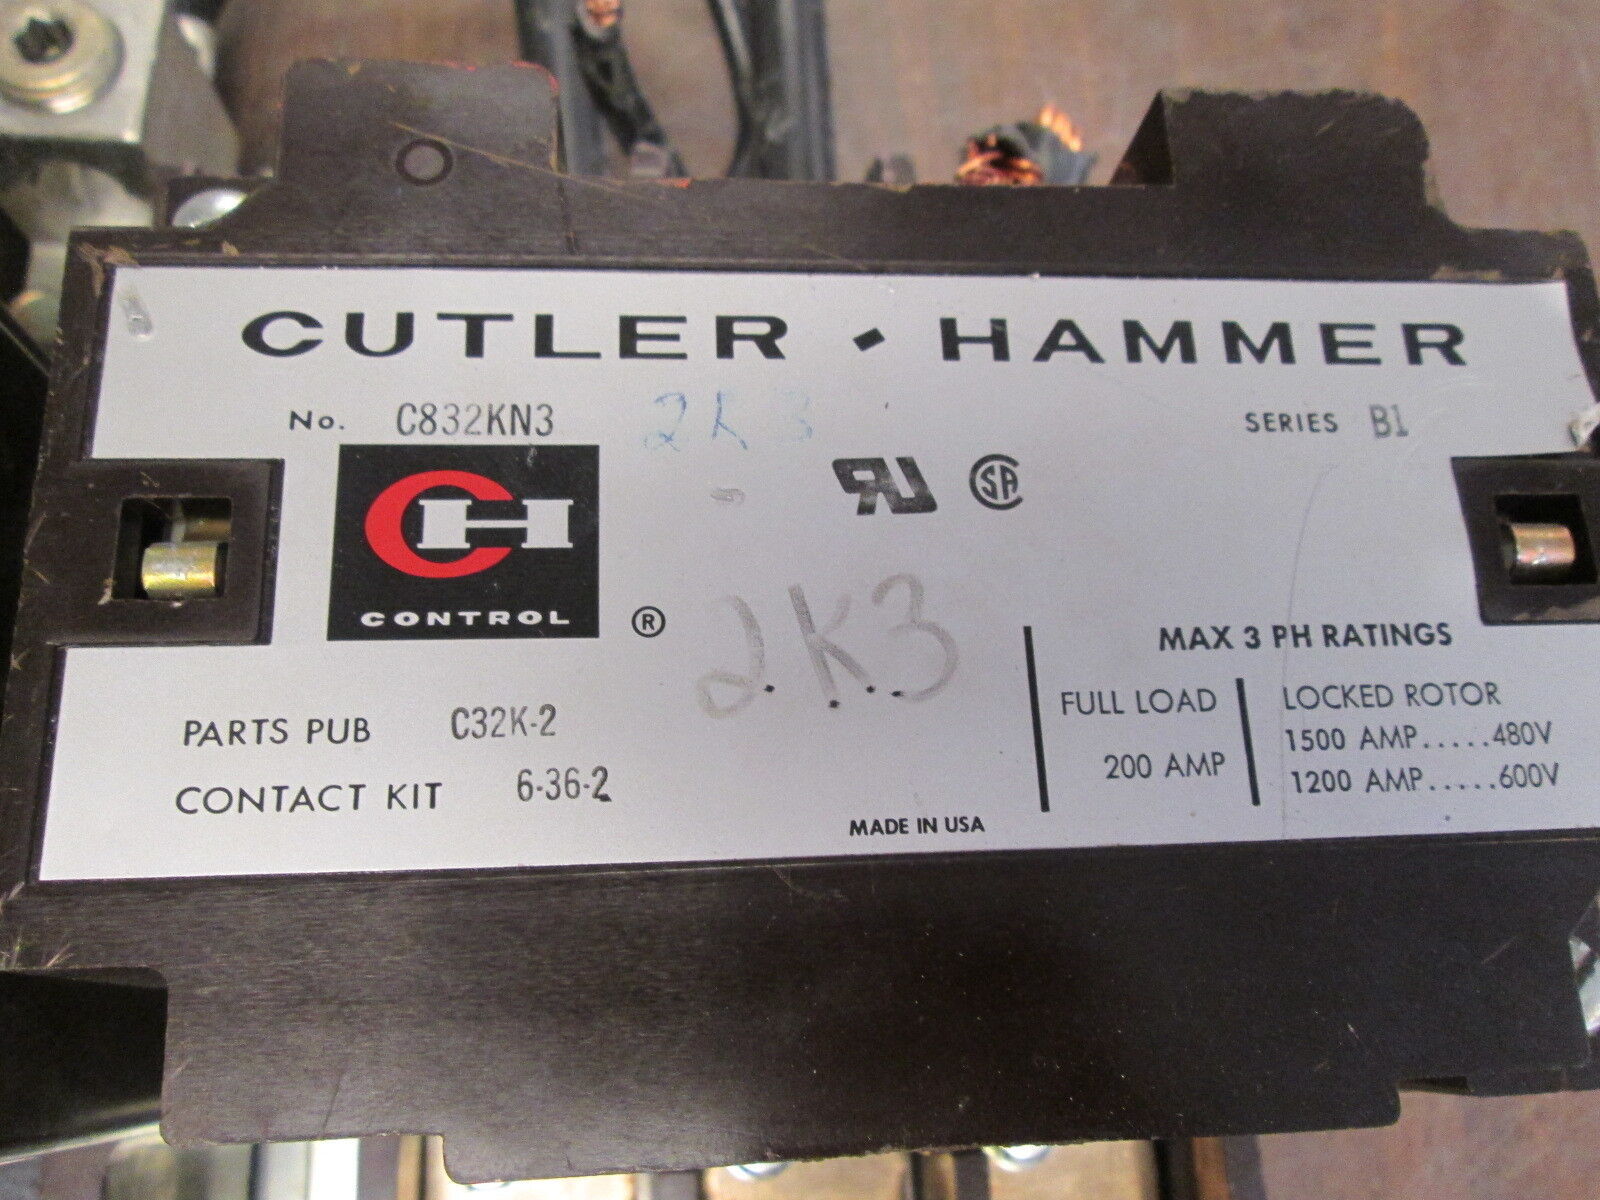 CUTLER · HAMMER
No. C832KN3 2K3 SERIES B1
CH
CONTROL ®
UR
SA
2K3
MAX 3 PH RATINGS
FULL LOAD LOCKED ROTOR
200 AMP 1500 AMP.....480V
1200 AMP.....600V
PARTS PUB C32K-2
CONTACT KIT 6-36-2
MADE IN USA